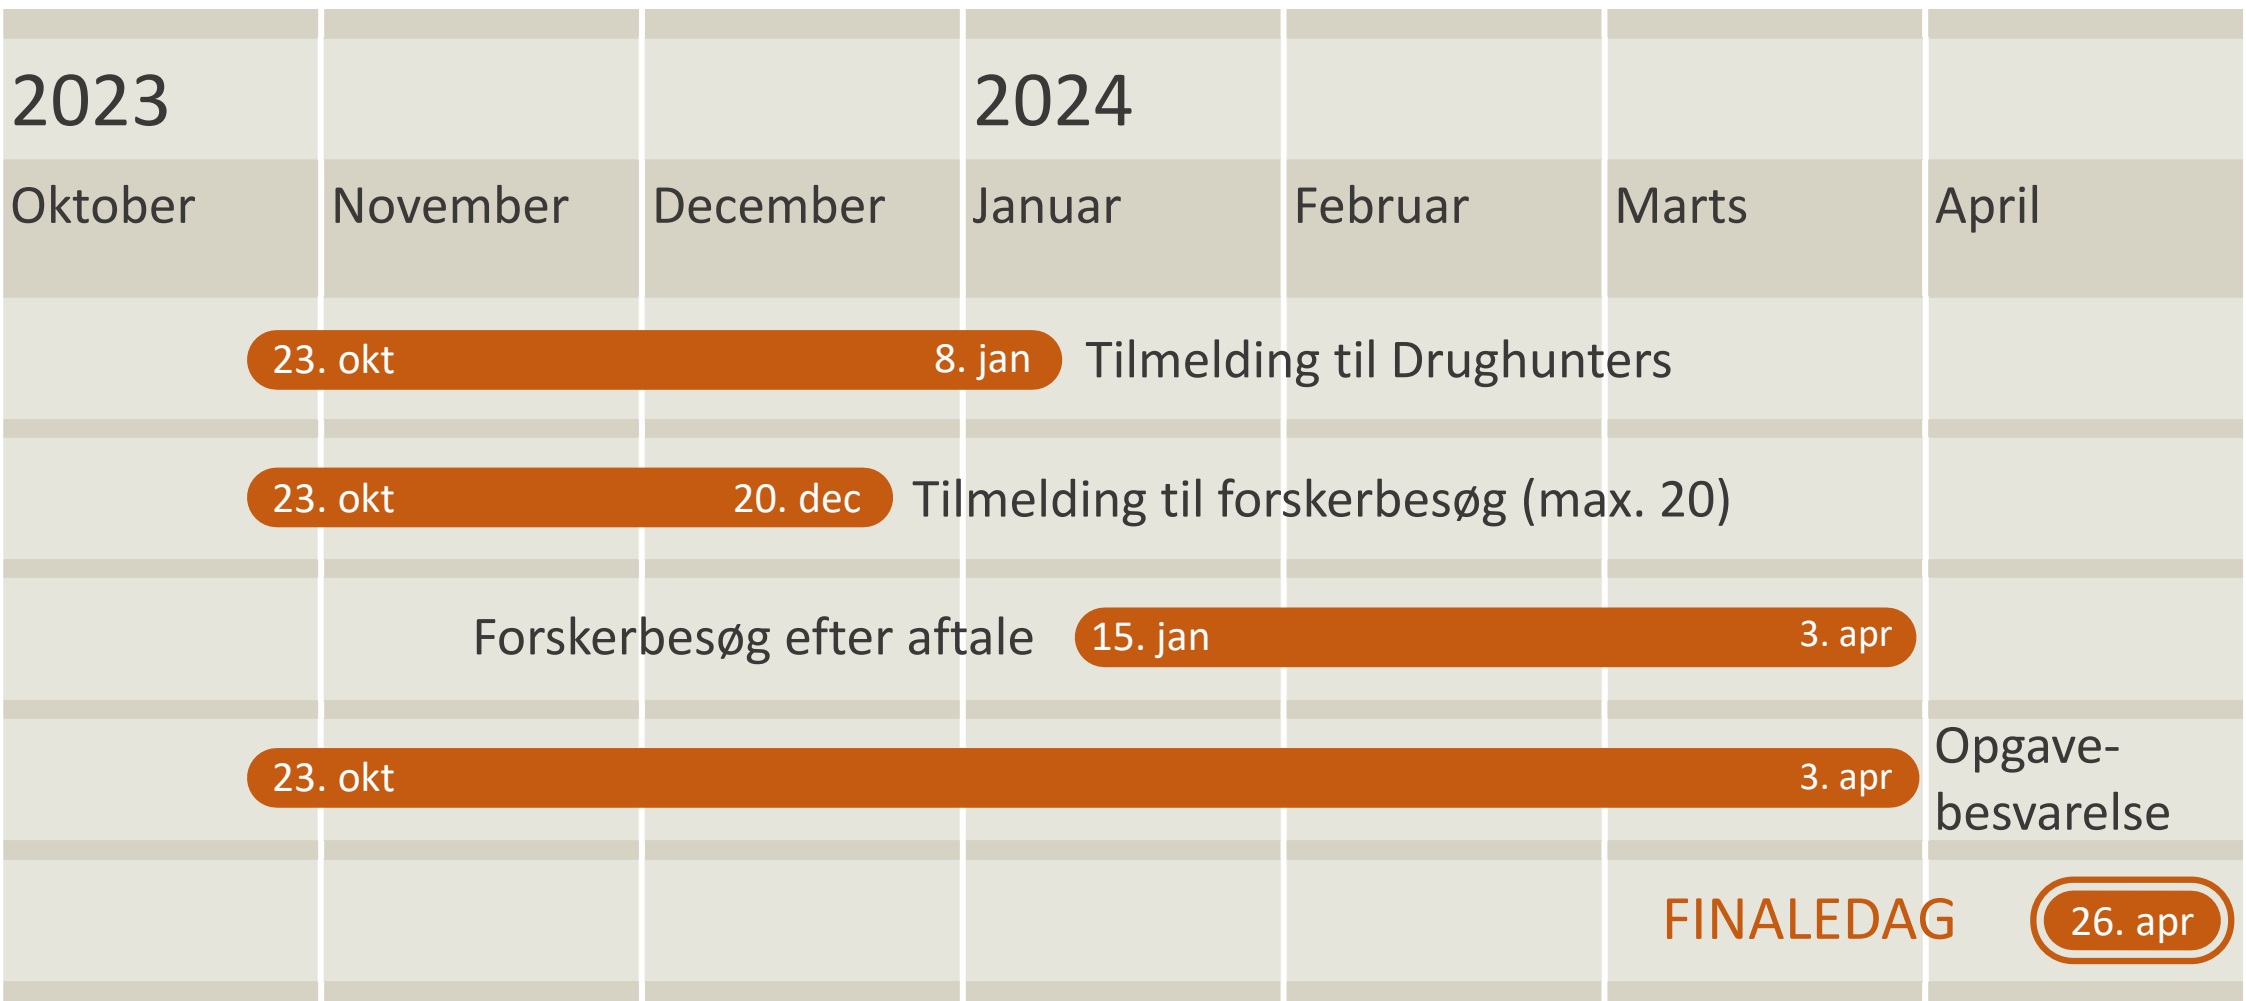 2023 2024
Oktober November December Januar Februar Marts April
23. okt 8. jan Tilmelding til Drughunters
23. okt 20. dec Tilmelding til forskerbesøg (max. 20)
Forskerbesøg efter aftale 15. jan 3. apr
23. okt 3. apr Opgave-
besvarelse
FINALEDAG 26. apr